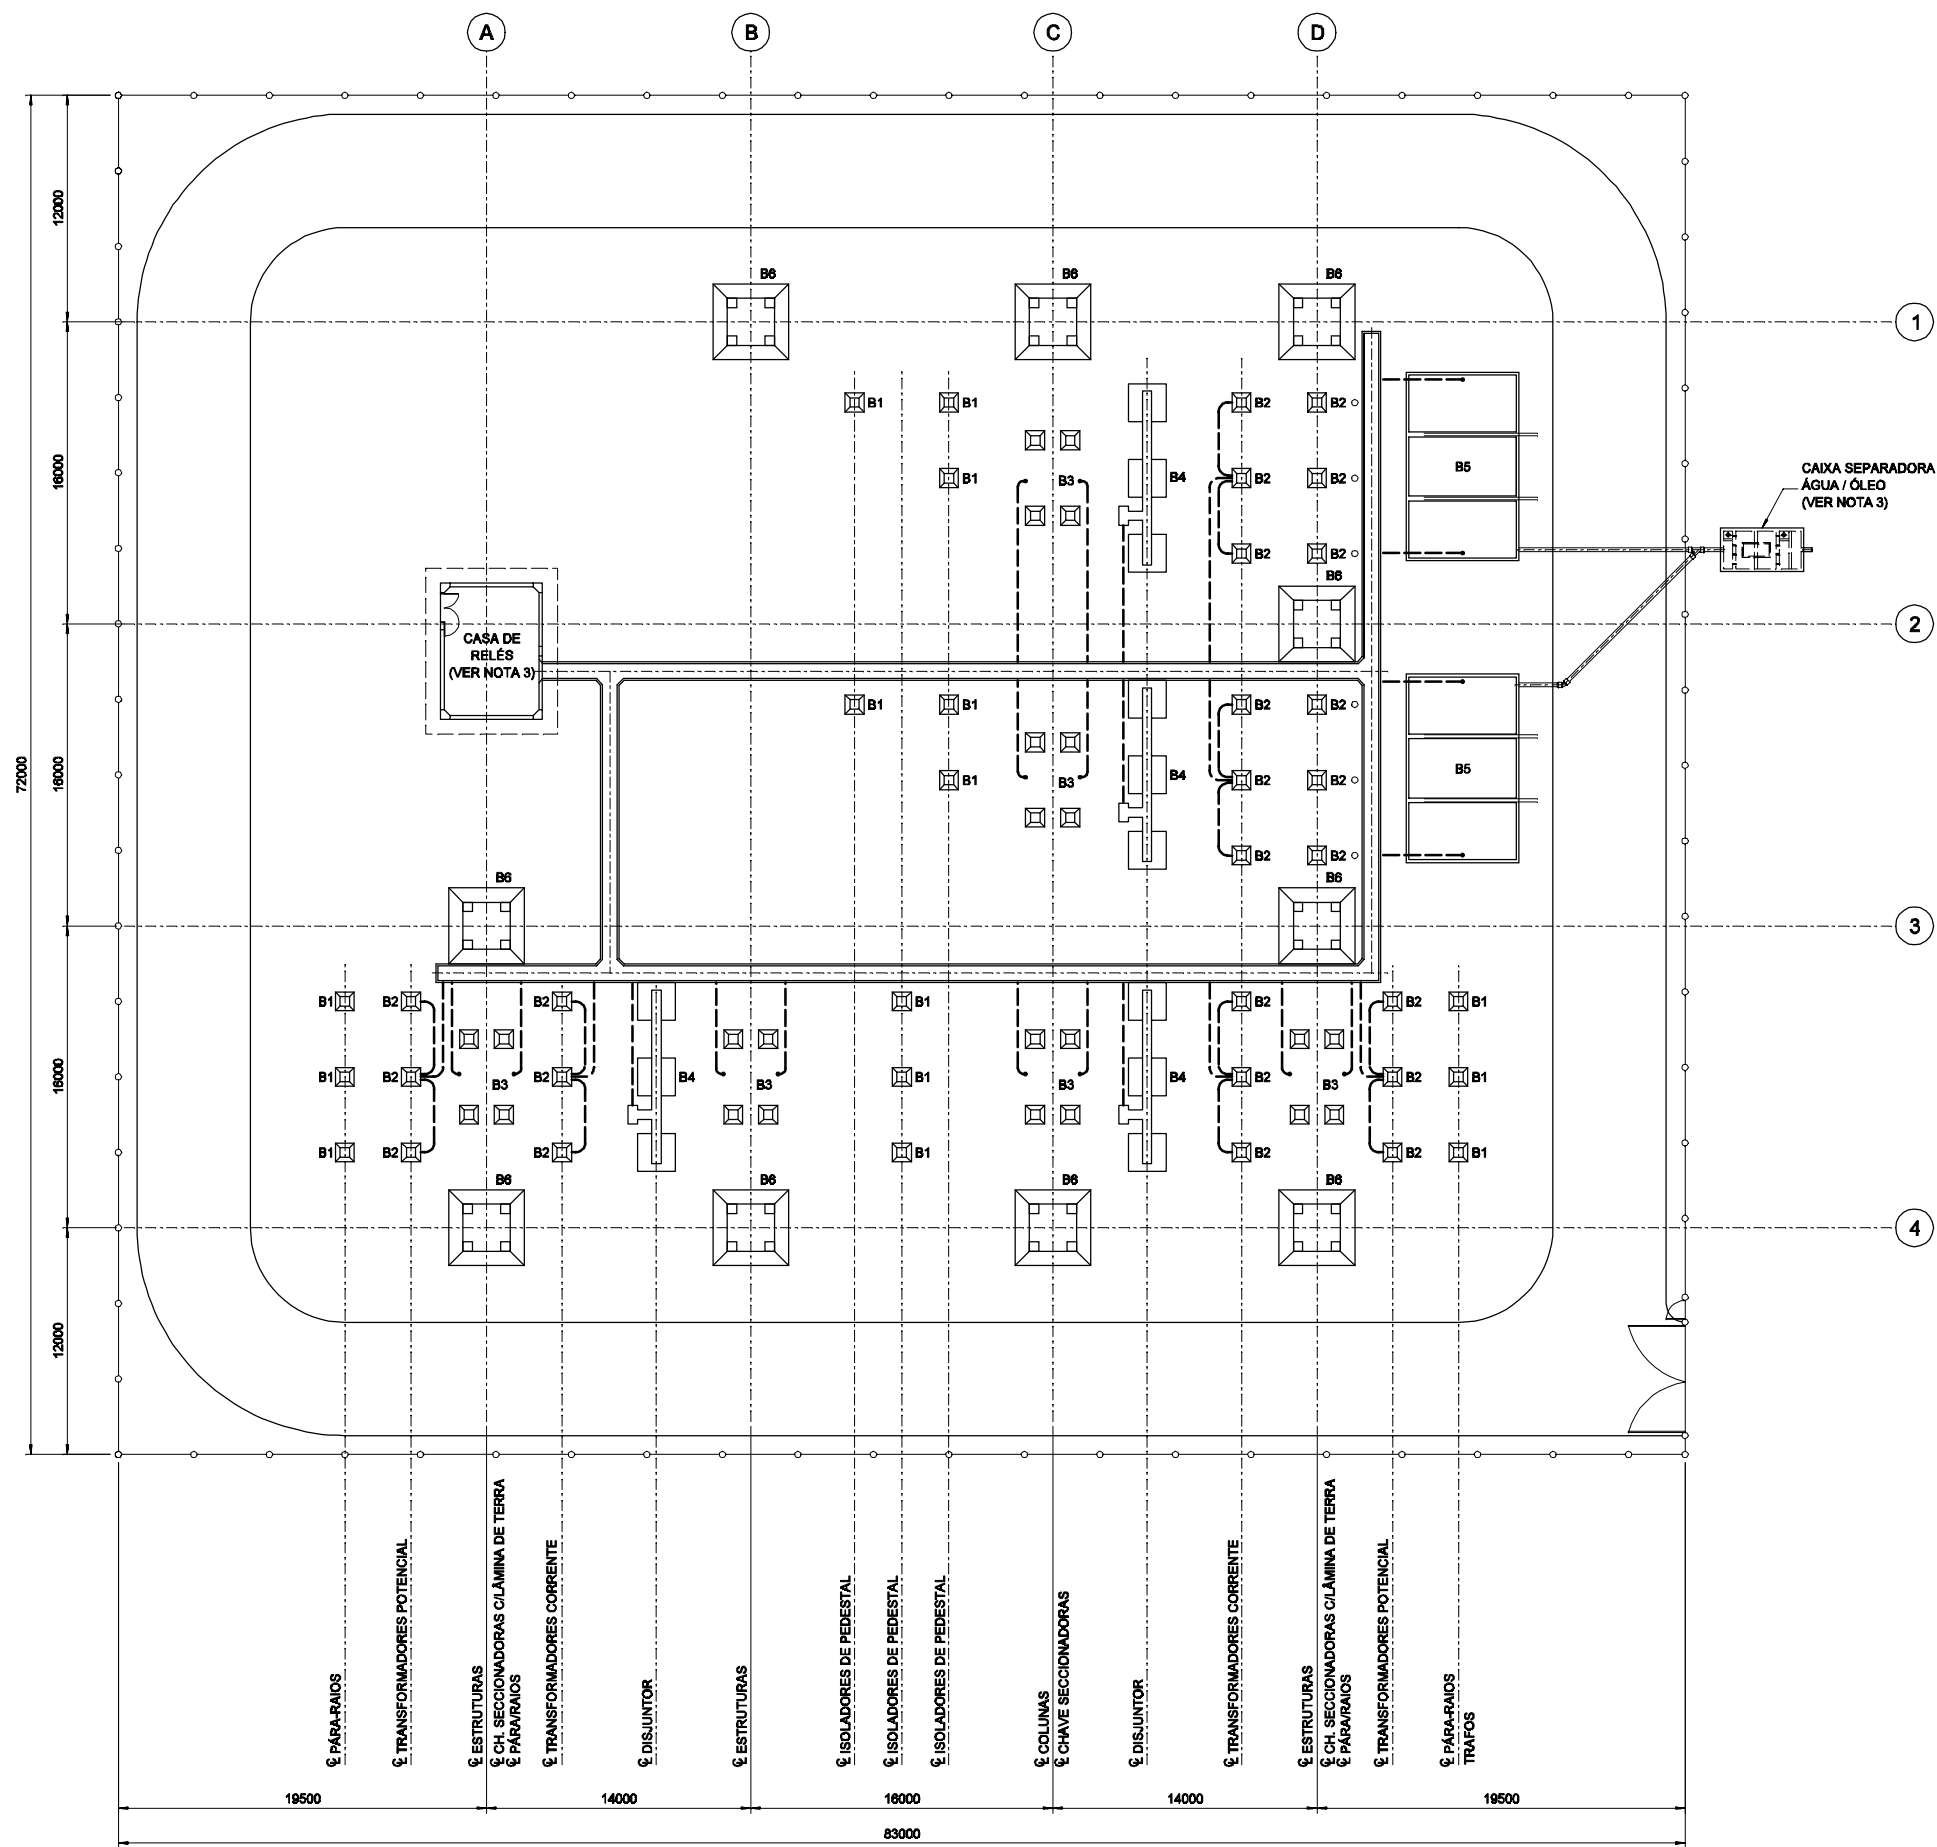 A
B
C
D
12000
B6
B6
B6
1
B1
B1
B2
B2
16000
B1
B3
B4
B2
B2
B5
CAIXA SEPARADORA
ÁGUA / ÓLEO
(VER NOTA 3)
B2
B2
B6
2
CASA DE
RELÉS
(VER NOTA 3)
B1
B1
B2
B2
72000
16000
B1
B3
B4
B2
B2
B5
B2
B2
B6
B6
3
B1
B2
B2
B1
B2
B2
B1
16000
B1
B2
B3
B2
B4
B3
B1
B3
B4
B2
B3
B2
B1
B1
B2
B2
B1
B2
B2
B1
B6
B6
B6
B6
4
12000
℄ PÁRA-RAIOS
℄ TRANSFORMADORES POTENCIAL
℄ ESTRUTURAS
℄ CH. SECCIONADORAS C/LÂMINA DE TERRA
℄ PÁRA/RAIOS
℄ TRANSFORMADORES CORRENTE
℄ DISJUNTOR
℄ ESTRUTURAS
℄ ISOLADORES DE PEDESTAL
℄ ISOLADORES DE PEDESTAL
℄ ISOLADORES DE PEDESTAL
℄ COLUNAS
℄ CHAVE SECCIONADORAS
℄ DISJUNTOR
℄ TRANSFORMADORES CORRENTE
℄ ESTRUTURAS
℄ CH. SECCIONADORAS C/LÂMINA DE TERRA
℄ PÁRA/RAIOS
℄ TRANSFORMADORES POTENCIAL
℄ PÁRA-RAIOS
TRAFOS
19500
14000
16000
14000
19500
83000